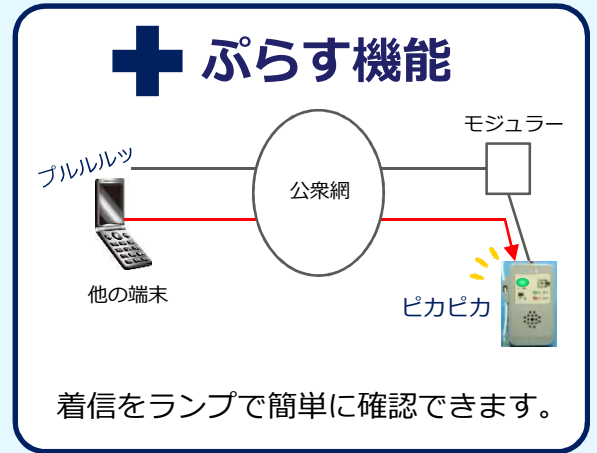 ぷらす機能
モジュラー
プルルルッ
公衆網
他の端末
ピカピカ
着信をランプで簡単に確認できます。